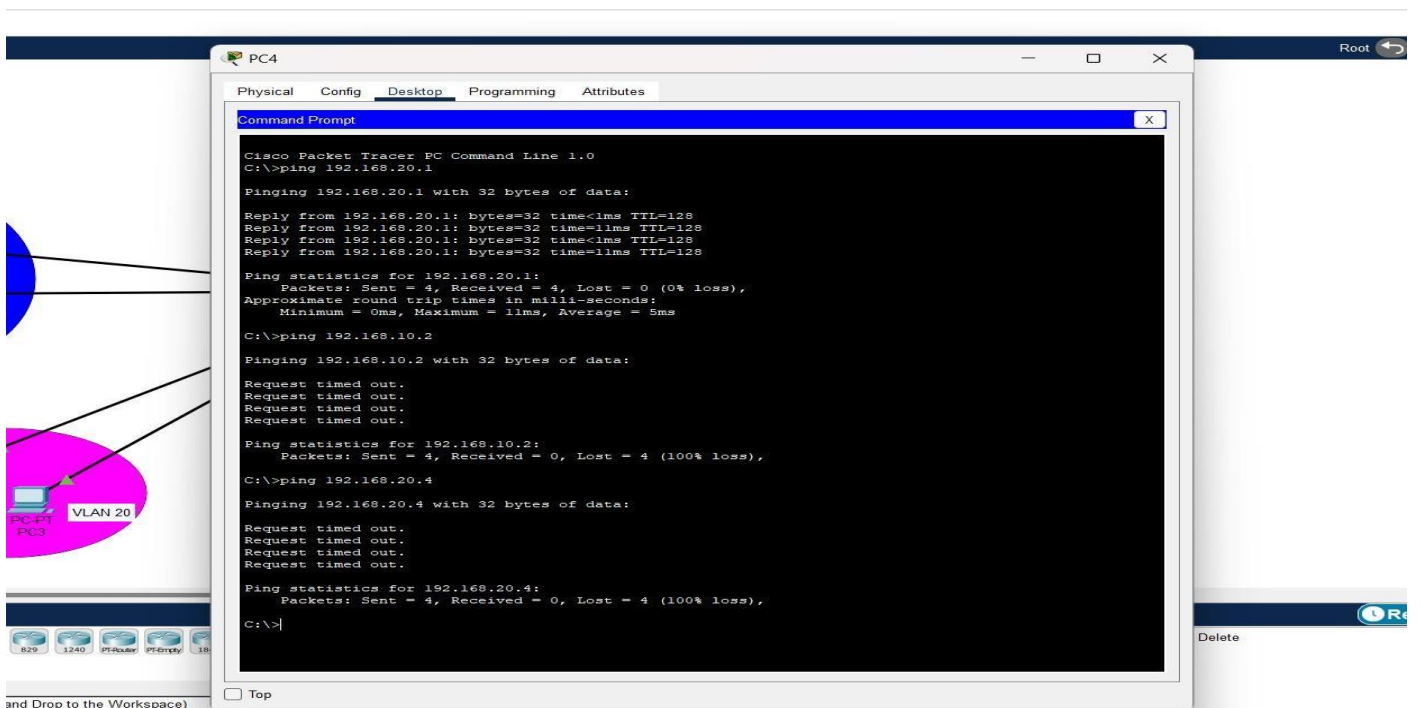 Root
PC4
Physical Config Desktop Programming Attributes
Command Prompt
X
Cisco Packet Tracer PC Command Line 1.0
C:\>ping 192.168.20.1
Pinging 192.168.20.1 with 32 bytes of data:
Reply from 192.168.20.1: bytes=32 time<1ms TTL=128
Reply from 192.168.20.1: bytes=32 time=11ms TTL=128
Reply from 192.168.20.1: bytes=32 time<1ms TTL=128
Reply from 192.168.20.1: bytes=32 time=11ms TTL=128
Ping statistics for 192.168.20.1:
Packets: Sent = 4, Received = 4, Lost = 0 (0% loss),
Approximate round trip times in milli-seconds:
Minimum = 0ms, Maximum = 11ms, Average = 5ms
C:\>ping 192.168.10.2
Pinging 192.168.10.2 with 32 bytes of data:
Request timed out.
Request timed out.
Request timed out.
Request timed out.
Ping statistics for 192.168.10.2:
Packets: Sent = 4, Received = 0, Lost = 4 (100% loss),
C:\>ping 192.168.20.4
Pinging 192.168.20.4 with 32 bytes of data:
Request timed out.
Request timed out.
Request timed out.
Request timed out.
Ping statistics for 192.168.20.4:
Packets: Sent = 4, Received = 0, Lost = 4 (100% loss),
C:\>
PC-PT
PC3
VLAN 20
829 1240 PT-Router PT-Empty 18
Re
Delete
Top
and Drop to the Workspace)